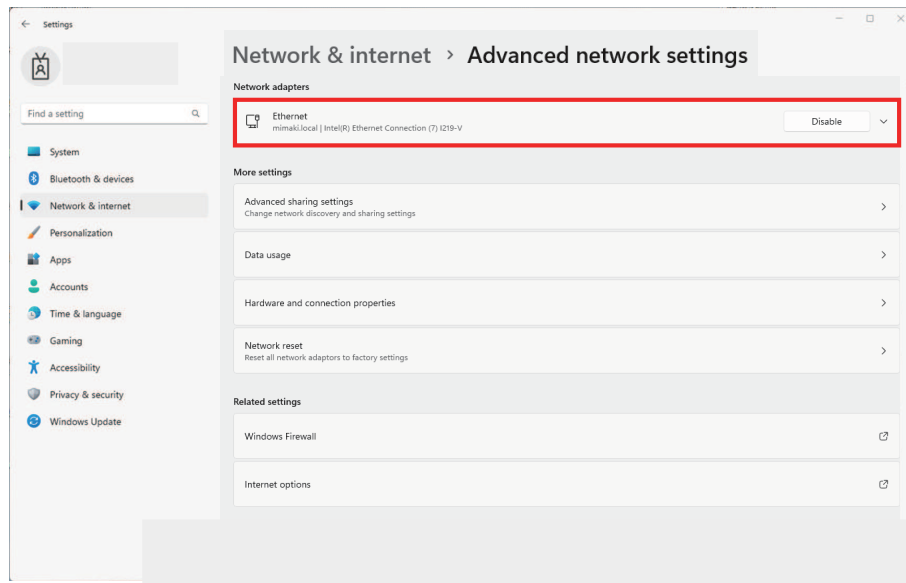 Settings
Network & internet > Advanced network settings
Find a setting
System
Bluetooth & devices
Network & internet
Personalization
Apps
Accounts
Time & language
Gaming
Accessibility
Privacy & security
Windows Update
Network adapters
Ethernet
mimaki.local | Intel(R) Ethernet Connection (7) I219-V
Disable
More settings
Advanced sharing settings
Change network discovery and sharing settings
Data usage
Hardware and connection properties
Network reset
Reset all network adaptors to factory settings
Related settings
Windows Firewall
Internet options